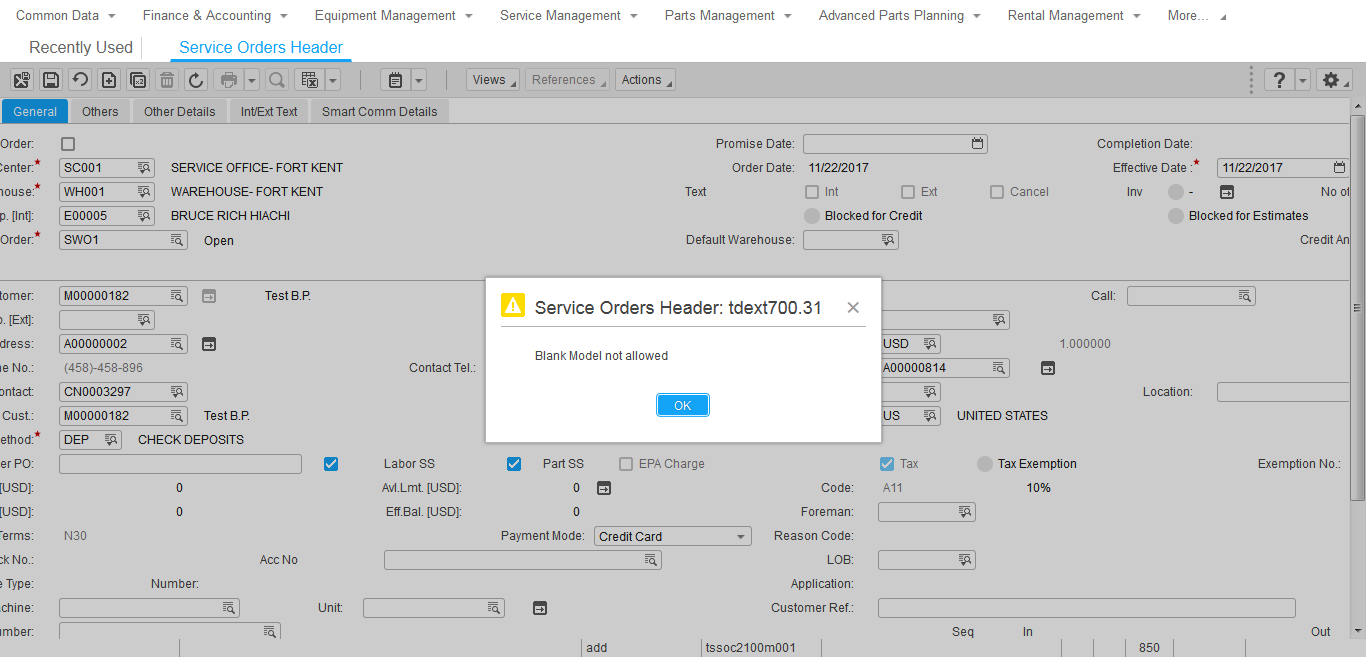 Common Data Finance & Accounting Equipment Management Service Management Parts Management Advanced Parts Planning Rental Management More...
Recently Used Service Orders Header
Views References Actions ?
General Others Other Details Int/Ext Text Smart Comm Details
Order: Promise Date: Completion Date:
Center:* SC001 SERVICE OFFICE- FORT KENT Order Date: 11/22/2017 Effective Date :* 11/22/2017
house:* WH001 WAREHOUSE- FORT KENT Text Int Ext Cancel Inv - No of
p. [Int]: E00005 BRUCE RICH HIACHI Blocked for Credit Blocked for Estimates
Order:* SWO1 Open Default Warehouse: Credit An
tomer: M00000182 Test B.P. Call:
p. [Ext]:
dress: A00000002 USD 1.000000
ne No.: (458)-458-896 Contact Tel.: A00000814
ontact: CN0003297 Location:
Cust.: M00000182 Test B.P. US UNITED STATES
ethod:* DEP CHECK DEPOSITS
er PO: Labor SS Part SS EPA Charge Tax Tax Exemption Exemption No.:
[USD]: 0 Avl.Lmt. [USD]: 0 Code: A11 10%
[USD]: 0 Eff.Bal. [USD]: 0 Foreman:
Terms: N30 Payment Mode: Credit Card Reason Code:
ck No.: Acc No LOB:
e Type: Number: Application:
achine: Unit: Customer Ref.:
umber: Seq In Out
add tssoc2100m001 850
Service Orders Header: tdext700.31
Blank Model not allowed
OK